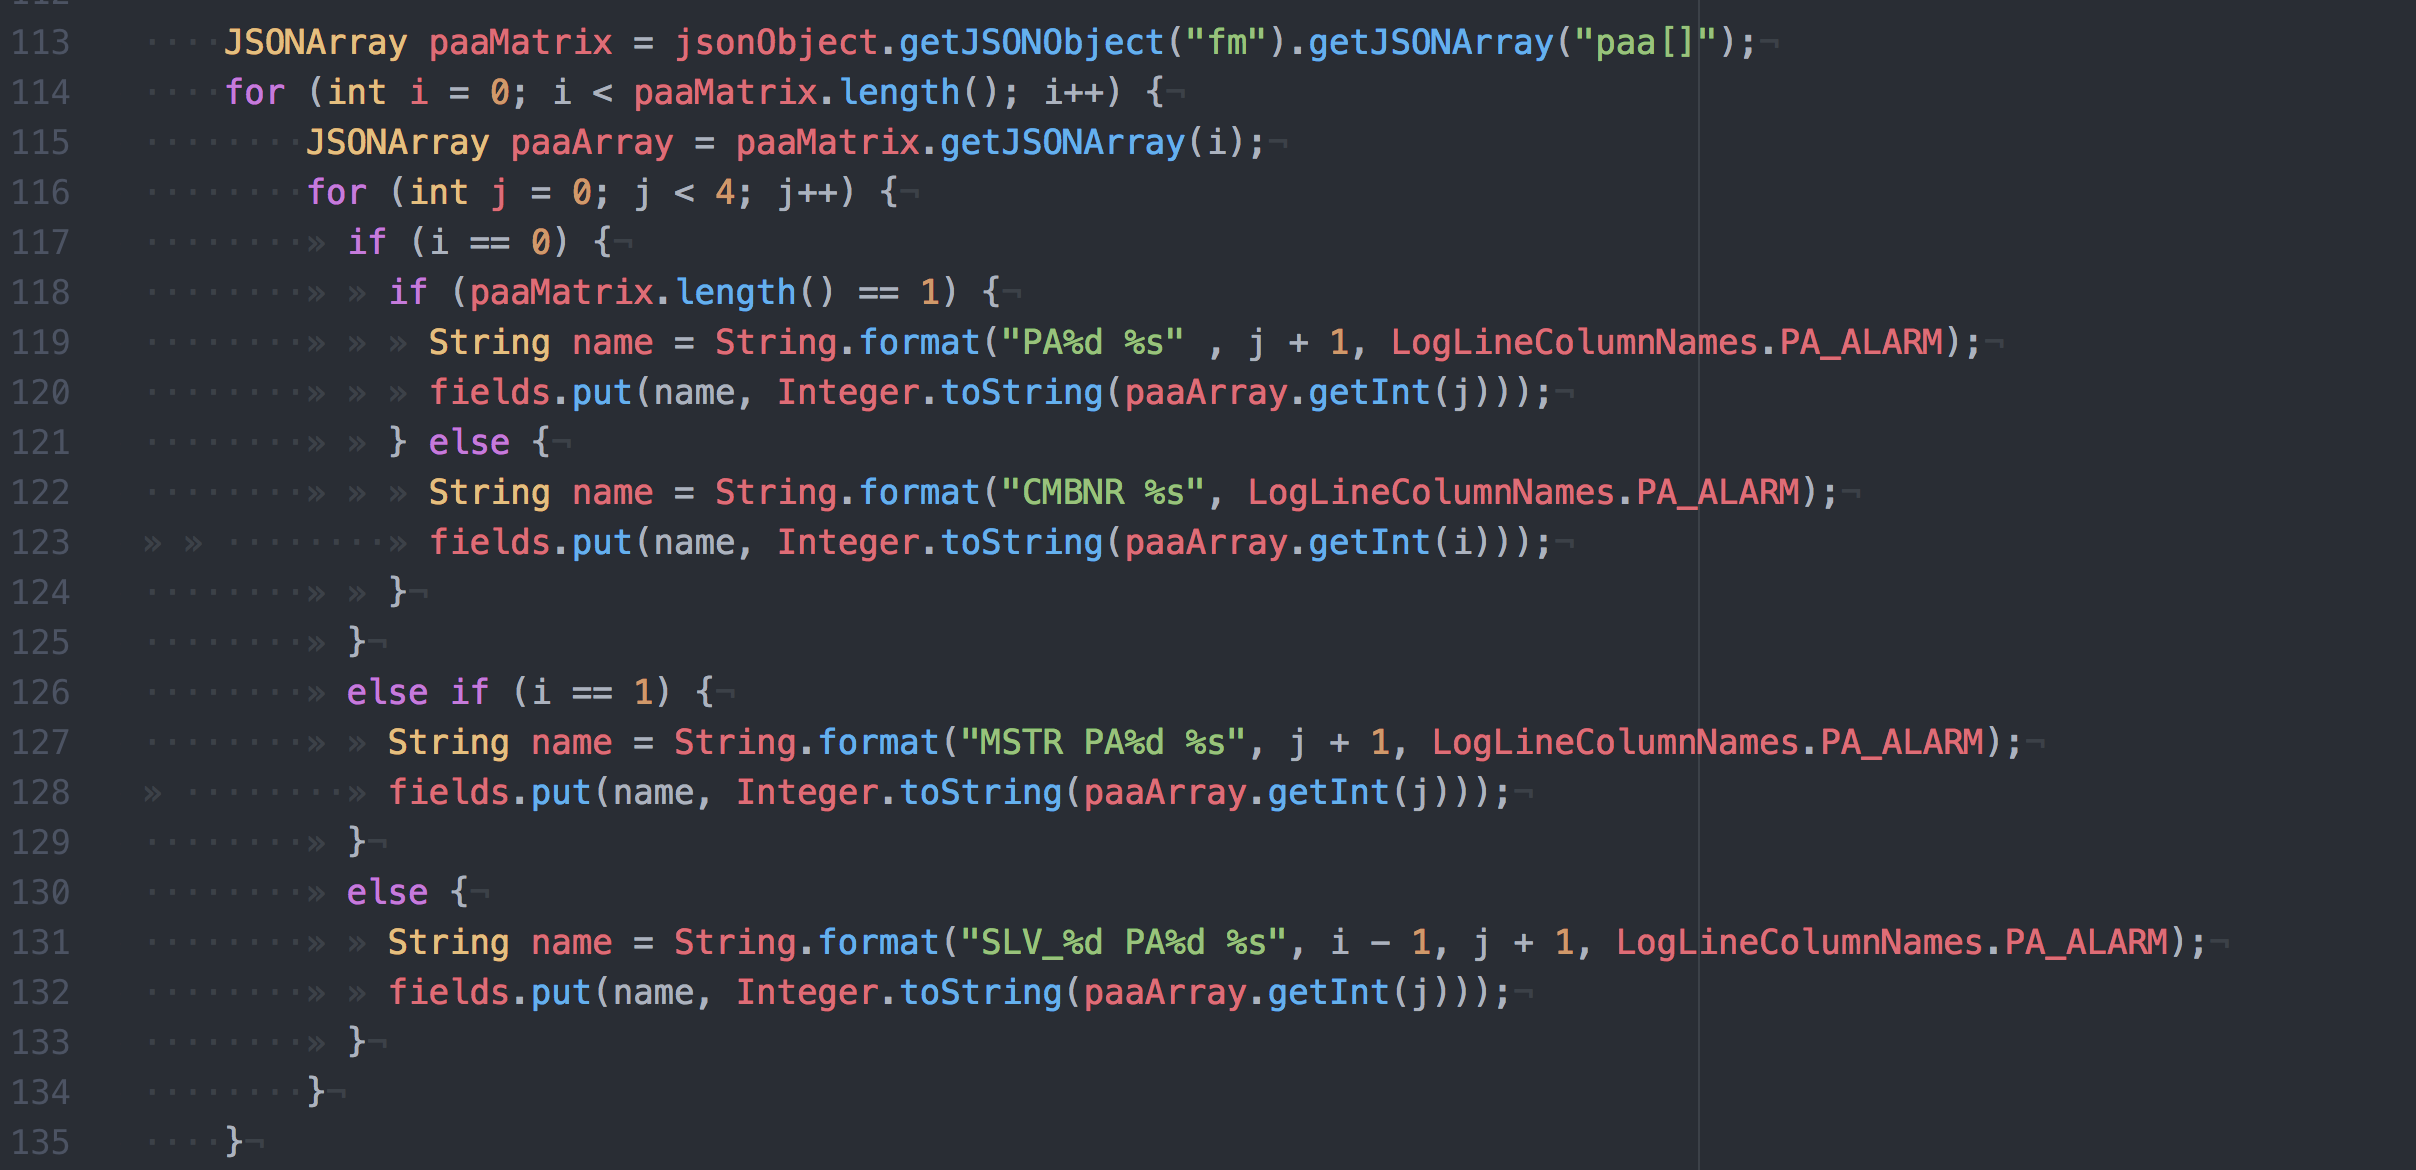 113 JSONArray paaMatrix = jsonObject.getJSONObject("fm").getJSONArray("paa[]");¬
114 for (int i = 0; i < paaMatrix.length(); i++) {¬
115 JSONArray paaArray = paaMatrix.getJSONArray(i);¬
116 for (int j = 0; j < 4; j++) {¬
117 » if (i == 0) {¬
118 » » if (paaMatrix.length() == 1) {¬
119 » » » String name = String.format("PA%d %s" , j + 1, LogLineColumnNames.PA_ALARM);¬
120 » » » fields.put(name, Integer.toString(paaArray.getInt(j)));¬
121 » » } else {¬
122 » » » String name = String.format("CMBNR %s", LogLineColumnNames.PA_ALARM);¬
123 » » » fields.put(name, Integer.toString(paaArray.getInt(i)));¬
124 » » }¬
125 » }¬
126 » else if (i == 1) {¬
127 » » String name = String.format("MSTR PA%d %s", j + 1, LogLineColumnNames.PA_ALARM);¬
128 » » fields.put(name, Integer.toString(paaArray.getInt(j)));¬
129 » }¬
130 » else {¬
131 » » String name = String.format("SLV_%d PA%d %s", i - 1, j + 1, LogLineColumnNames.PA_ALARM);¬
132 » » fields.put(name, Integer.toString(paaArray.getInt(j)));¬
133 » }¬
134 }¬
135 }¬